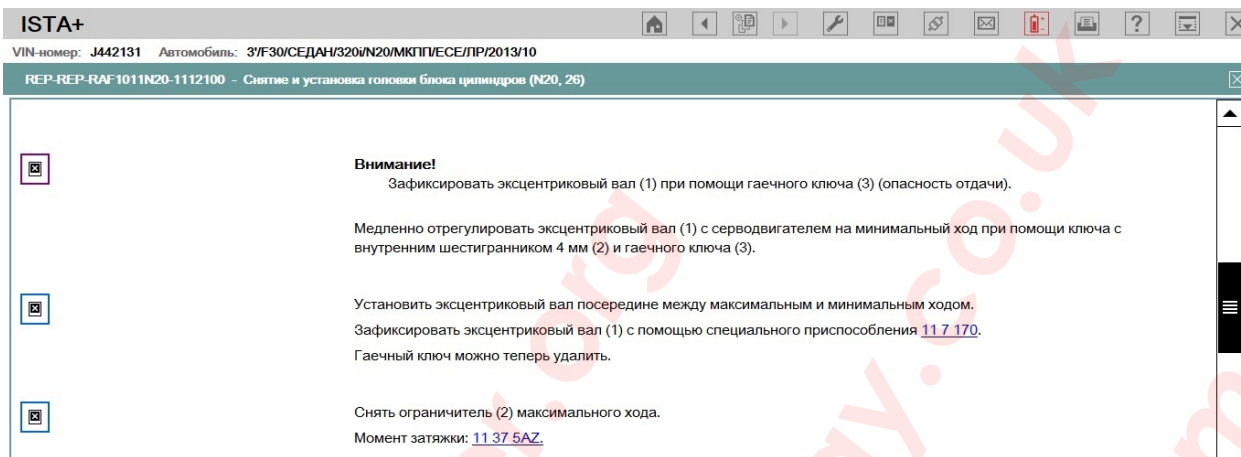 ISTA+
VIN-номер: J442131 Автомобиль: 3'/F30/СЕДАН/320i/N20/МКПП/ECE/ЛР/2013/10
REP-REP-RAF1011N20-1112100 - Снятие и установка головки блока цилиндров (N20, 26)
Внимание!
Зафиксировать эксцентриковый вал (1) при помощи гаечного ключа (3) (опасность отдачи).
Медленно отрегулировать эксцентриковый вал (1) с серводвигателем на минимальный ход при помощи ключа с
внутренним шестигранником 4 мм (2) и гаечного ключа (3).
Установить эксцентриковый вал посередине между максимальным и минимальным ходом.
Зафиксировать эксцентриковый вал (1) с помощью специального приспособления 11 7 170.
Гаечный ключ можно теперь удалить.
Снять ограничитель (2) максимального хода.
Момент затяжки: 11 37 5AZ.